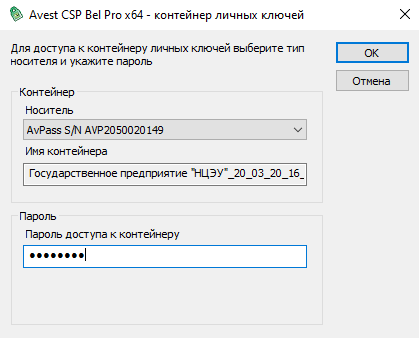 Avest CSP Bel Pro x64 - контейнер личных ключей
Для доступа к контейнеру личных ключей выберите тип
носителя и укажите пароль
OK
Отмена
Контейнер
Носитель
AvPass S/N AVP2050020149
Имя контейнера
Государственное предприятие "НЦЭУ"_20_03_20_16_
Пароль
Пароль доступа к контейнеру
●●●●●●●●